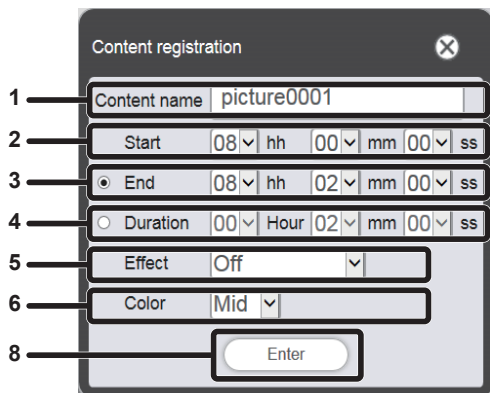 Content registration
1 Content name picture0001
2 Start 08 hh 00 mm 00 ss
3 End 08 hh 02 mm 00 ss
4 Duration 00 Hour 02 mm 00 ss
5 Effect Off
6 Color Mid
8 Enter